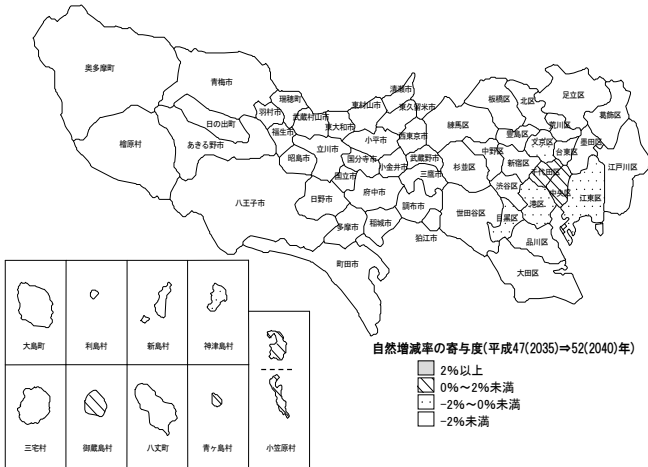 奥多摩町
青梅市
瑞穂町
羽村市
武蔵村山市
東村山市
清瀬市
東久留米市
板橋区
北区
足立区
葛飾区
日の出町
檜原村
あきる野市
福生市
東大和市
小平市
西東京市
練馬区
豊島区
荒川区
文京区
台東区
墨田区
昭島市
立川市
国分寺市
小金井市
武蔵野市
三鷹市
杉並区
中野区
新宿区
千代田区
中央区
江戸川区
国立市
八王子市
日野市
府中市
調布市
世田谷区
渋谷区
港区
江東区
目黒区
多摩市
稲城市
狛江市
品川区
町田市
大田区
大島町
利島村
新島村
神津島村
三宅村
御蔵島村
八丈町
青ヶ島村
小笠原村
自然増減率の寄与度(平成47(2035)⇒52(2040)年)
2%以上
0%～2%未満
-2%～0%未満
-2%未満